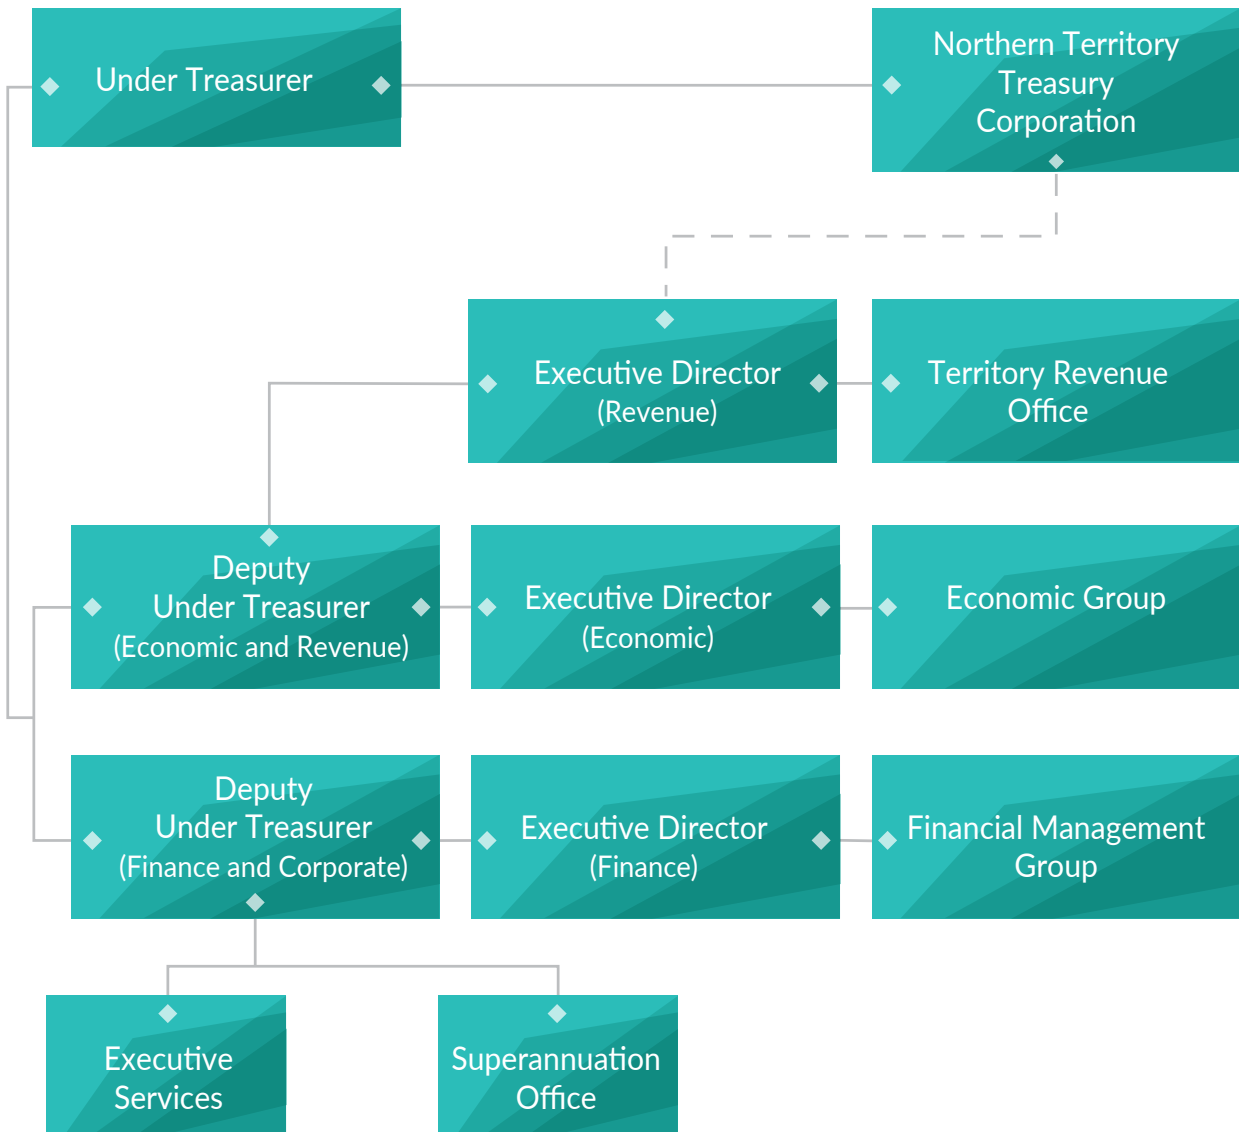 Under Treasurer
Northern Territory
Treasury
Corporation
Executive Director
(Revenue)
Territory Revenue
Office
Deputy
Under Treasurer
(Economic and Revenue)
Executive Director
(Economic)
Economic Group
Deputy
Under Treasurer
(Finance and Corporate)
Executive Director
(Finance)
Financial Management
Group
Executive
Services
Superannuation
Office